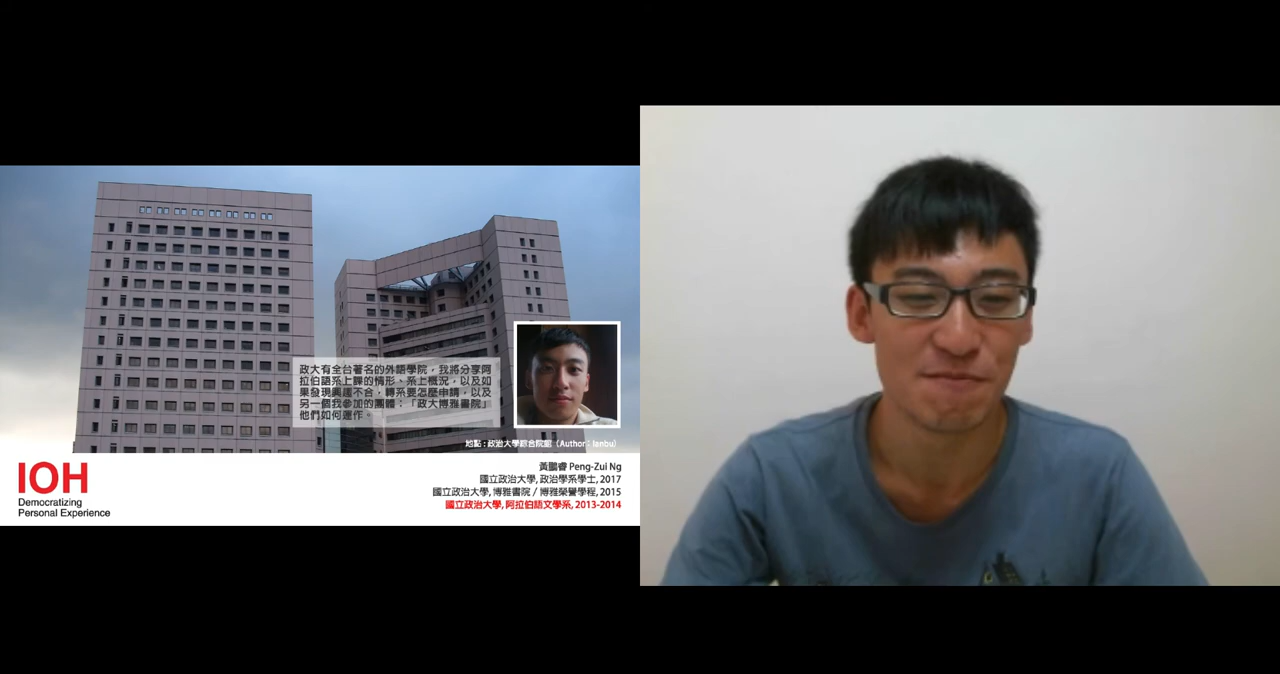 政大有全台著名的外語學院，我將分享阿
拉伯語系上課的情形、系上概況，以及如
果發現興趣不合，轉系要怎麼申請，以及
另一個我參加的團體：「政大博雅書院」
他們如何運作。
地點：政治大學綜合院館（Author：lanbu）
IOH
Democratizing
Personal Experience
黃鵬睿 Peng-Zui Ng
國立政治大學, 政治學系學士, 2017
國立政治大學, 博雅書院 / 博雅榮譽學程, 2015
國立政治大學, 阿拉伯語文學系, 2013-2014